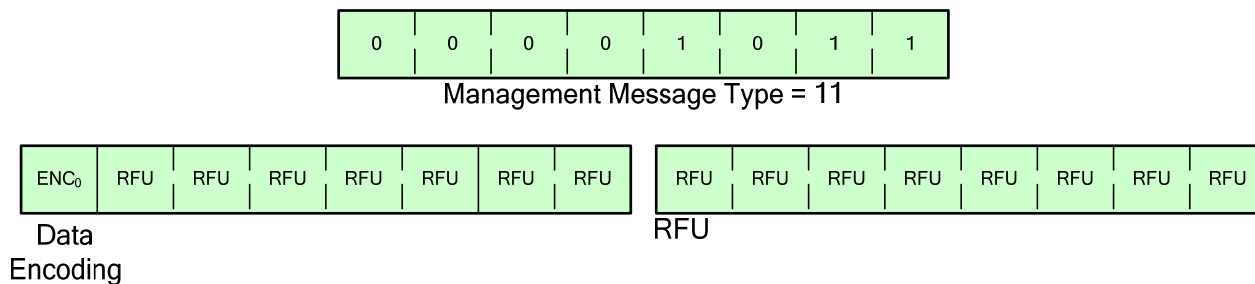 0 0 0 0 1 0 1 1
Management Message Type = 11
ENC₀ RFU RFU RFU RFU RFU RFU RFU RFU RFU RFU RFU RFU RFU RFU RFU
Data RFU
Encoding